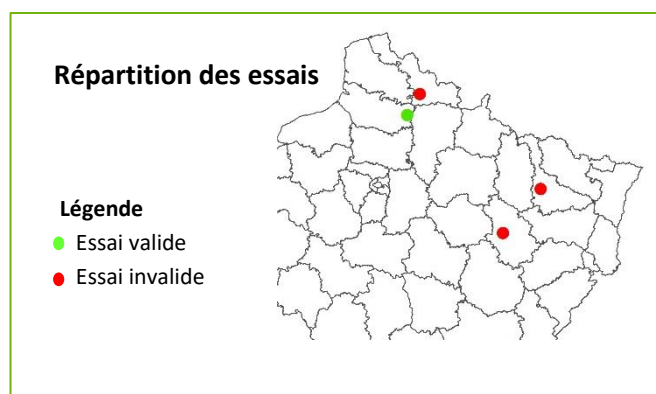 Répartition des essais
Légende
Essai valide
Essai invalide